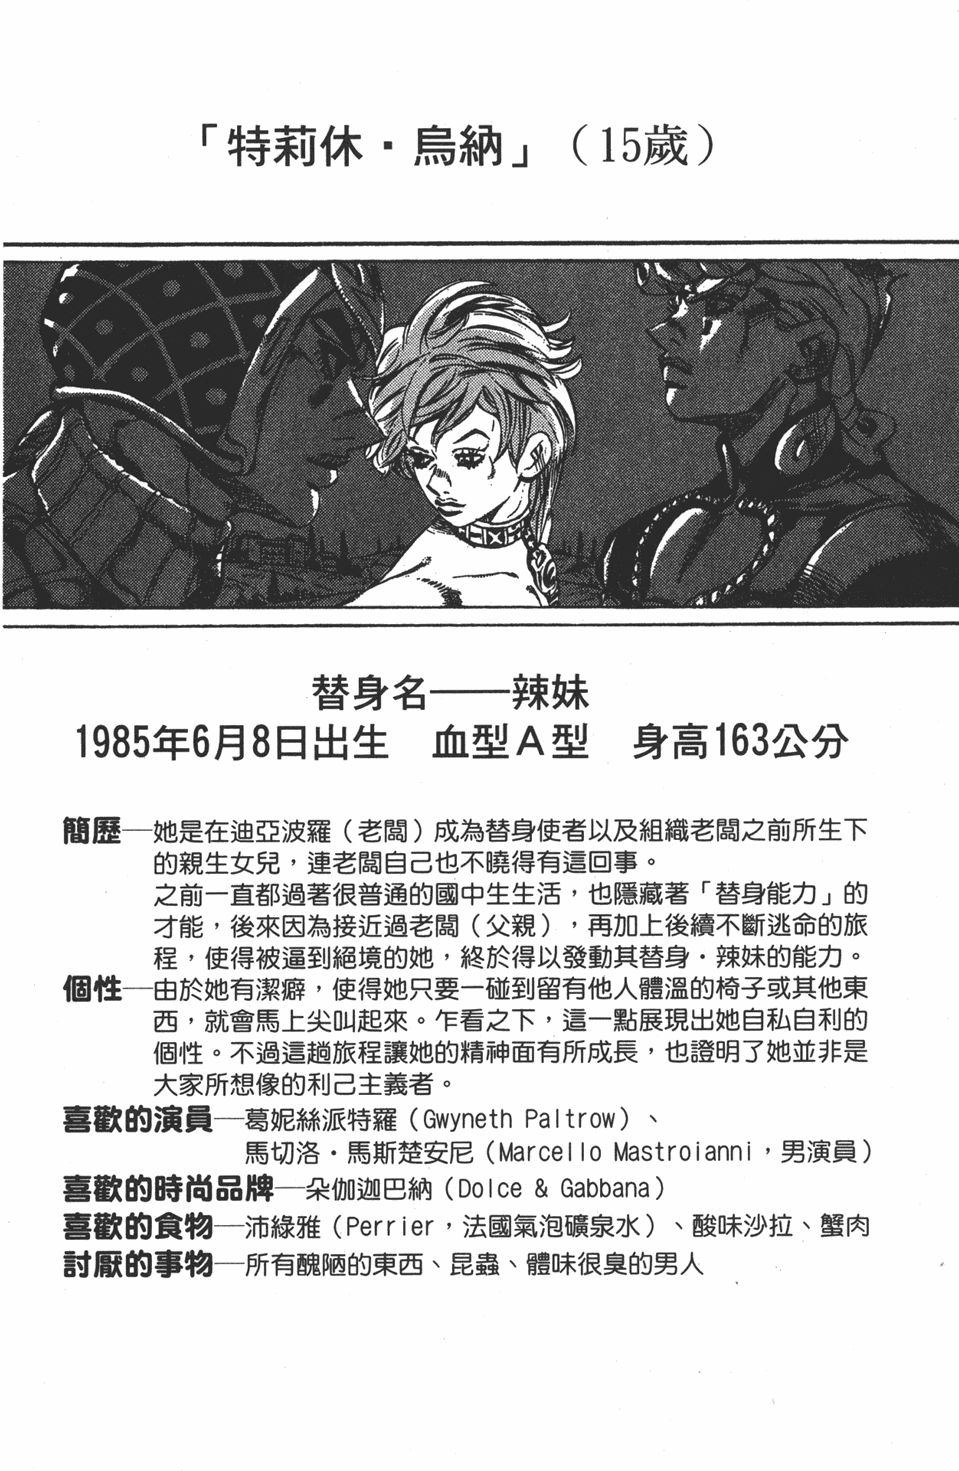 「特莉休・烏納」（15歲）
替身名——辣妹
1985年6月8日出生　血型A型　身高163公分
簡歷─她是在迪亞波羅（老闆）成為替身使者以及組織老闆之前所生下
的親生女兒，連老闆自己也不曉得有這回事。
之前一直都過著很普通的國中生生活，也隱藏著「替身能力」的
才能，後來因為接近過老闆（父親），再加上後續不斷逃命的旅
程，使得被逼到絕境的她，終於得以發動其替身・辣妹的能力。
個性─由於她有潔癖，使得她只要一碰到留有他人體溫的椅子或其他東
西，就會馬上尖叫起來。乍看之下，這一點展現出她自私自利的
個性。不過這趟旅程讓她的精神面有所成長，也證明了她並非是
大家所想像的利己主義者。
喜歡的演員─葛妮絲派特羅（Gwyneth Paltrow）、
馬切洛・馬斯楚安尼（Marcello Mastroianni，男演員）
喜歡的時尚品牌─朵伽迦巴納（Dolce & Gabbana）
喜歡的食物─沛綠雅（Perrier，法國氣泡礦泉水）、酸味沙拉、蟹肉
討厭的事物─所有醜陋的東西、昆蟲、體味很臭的男人